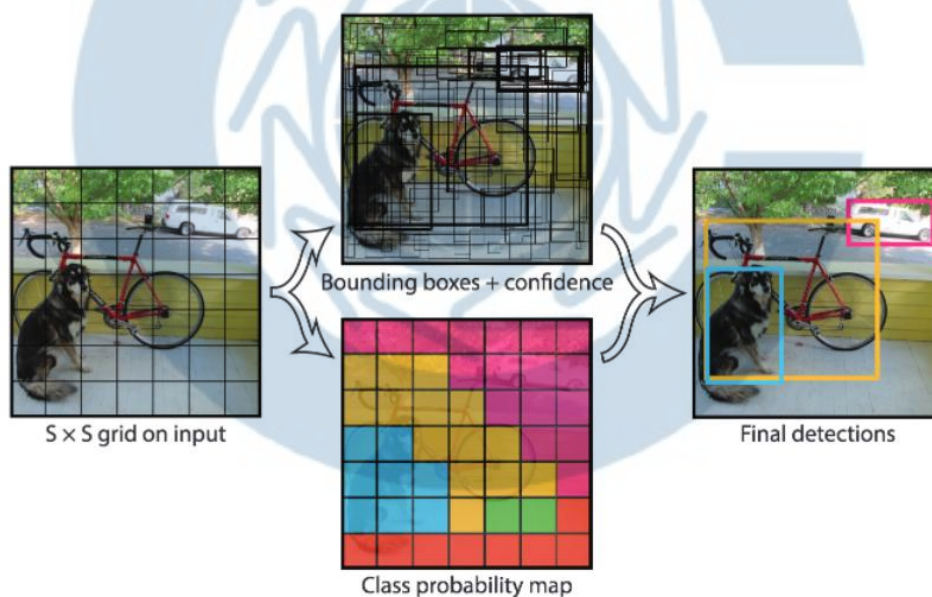 Bounding boxes + confidence
S × S grid on input
Final detections
Class probability map